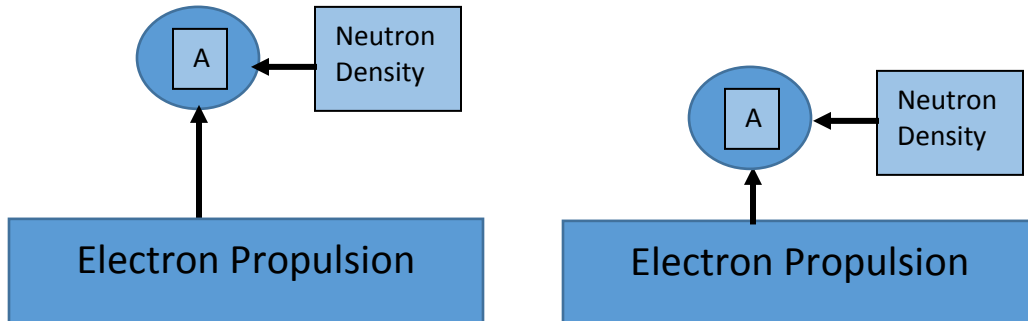 A
Neutron
Density
Electron Propulsion
A
Neutron
Density
Electron Propulsion